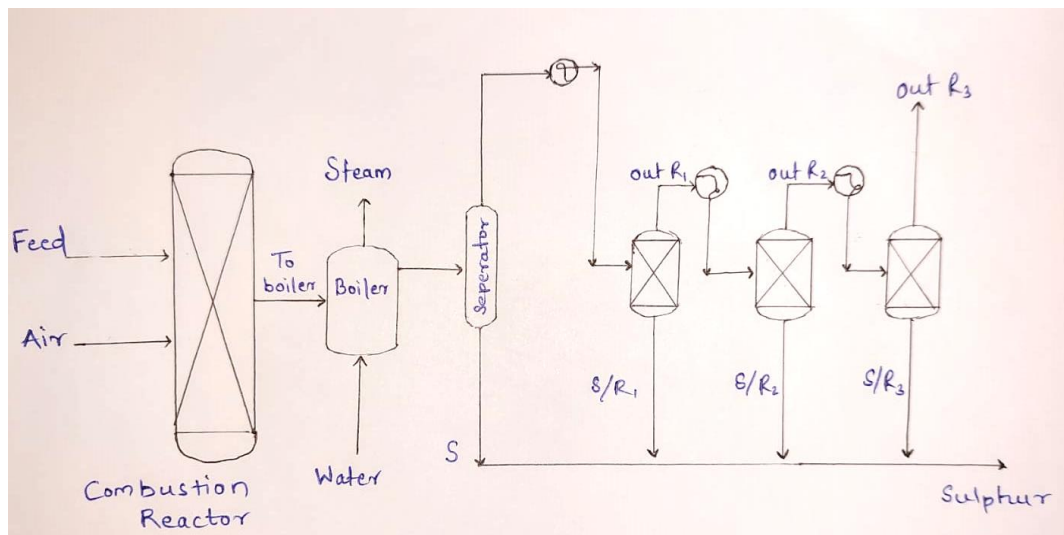 Feed
Air
Combustion
Reactor
To
boiler
Steam
Boiler
Water
Seperator
S
out R₁
out R₂
out R₃
S/R₁
S/R₂
S/R₃
Sulphur